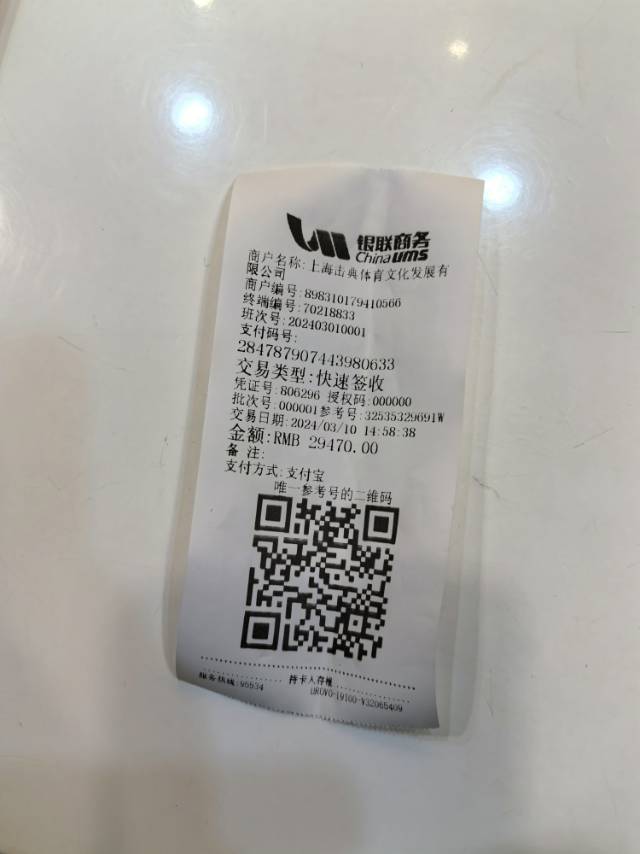 银联商务
China ums
商户名称:上海击典体育文化发展有
限公司
商户编号:898310179410566
终端编号:70218833
班次号:202403010001
支付码号:
284787907443980633
交易类型:快速签收
凭证号:806296 授权码:000000
批次号:000001参考号:32535329691W
交易日期:2024/03/10 14:58:38
金额:RMB 29470.00
备 注:
支付方式:支付宝
唯一参考号的二维码
持卡人存根
服务热线:95534
UROVO-I9100-V32065409